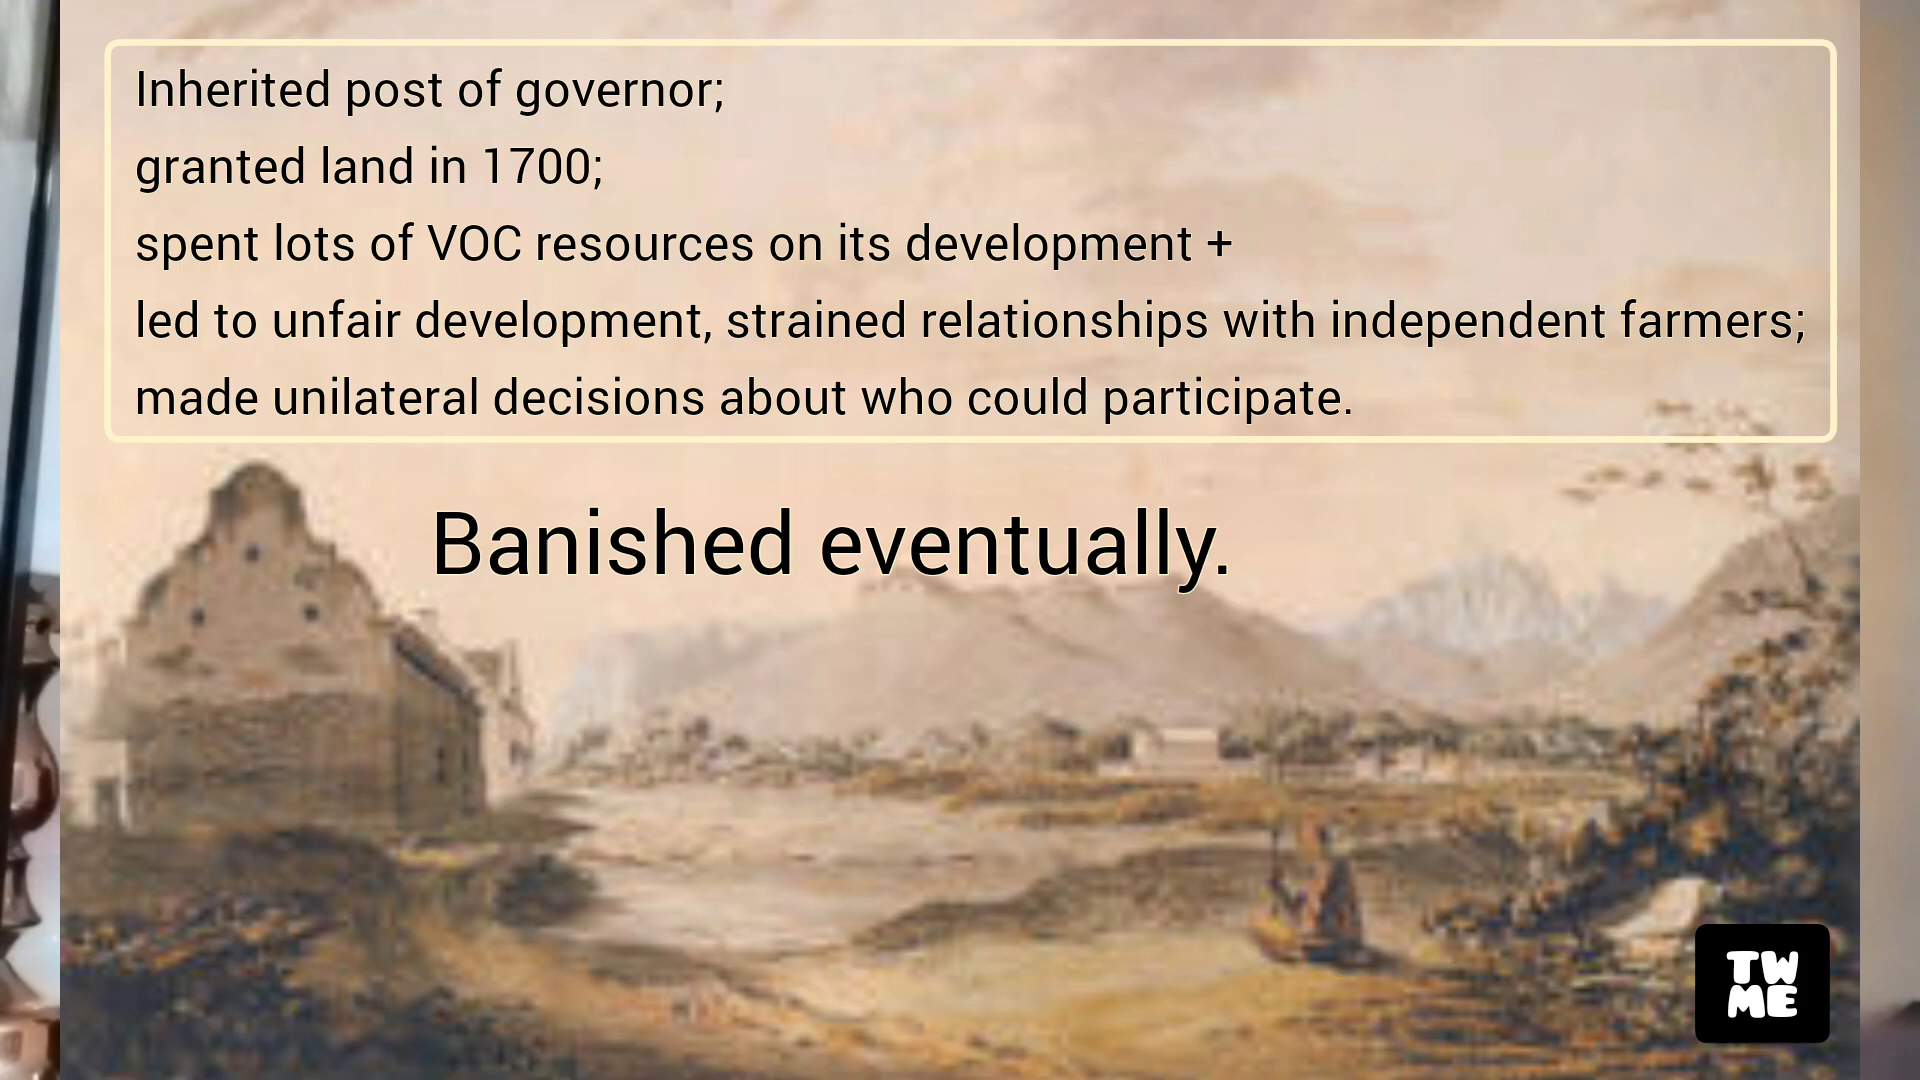 Inherited post of governor;
granted land in 1700;
spent lots of VOC resources on its development +
led to unfair development, strained relationships with independent farmers;
made unilateral decisions about who could participate.
Banished eventually.
TW
ME